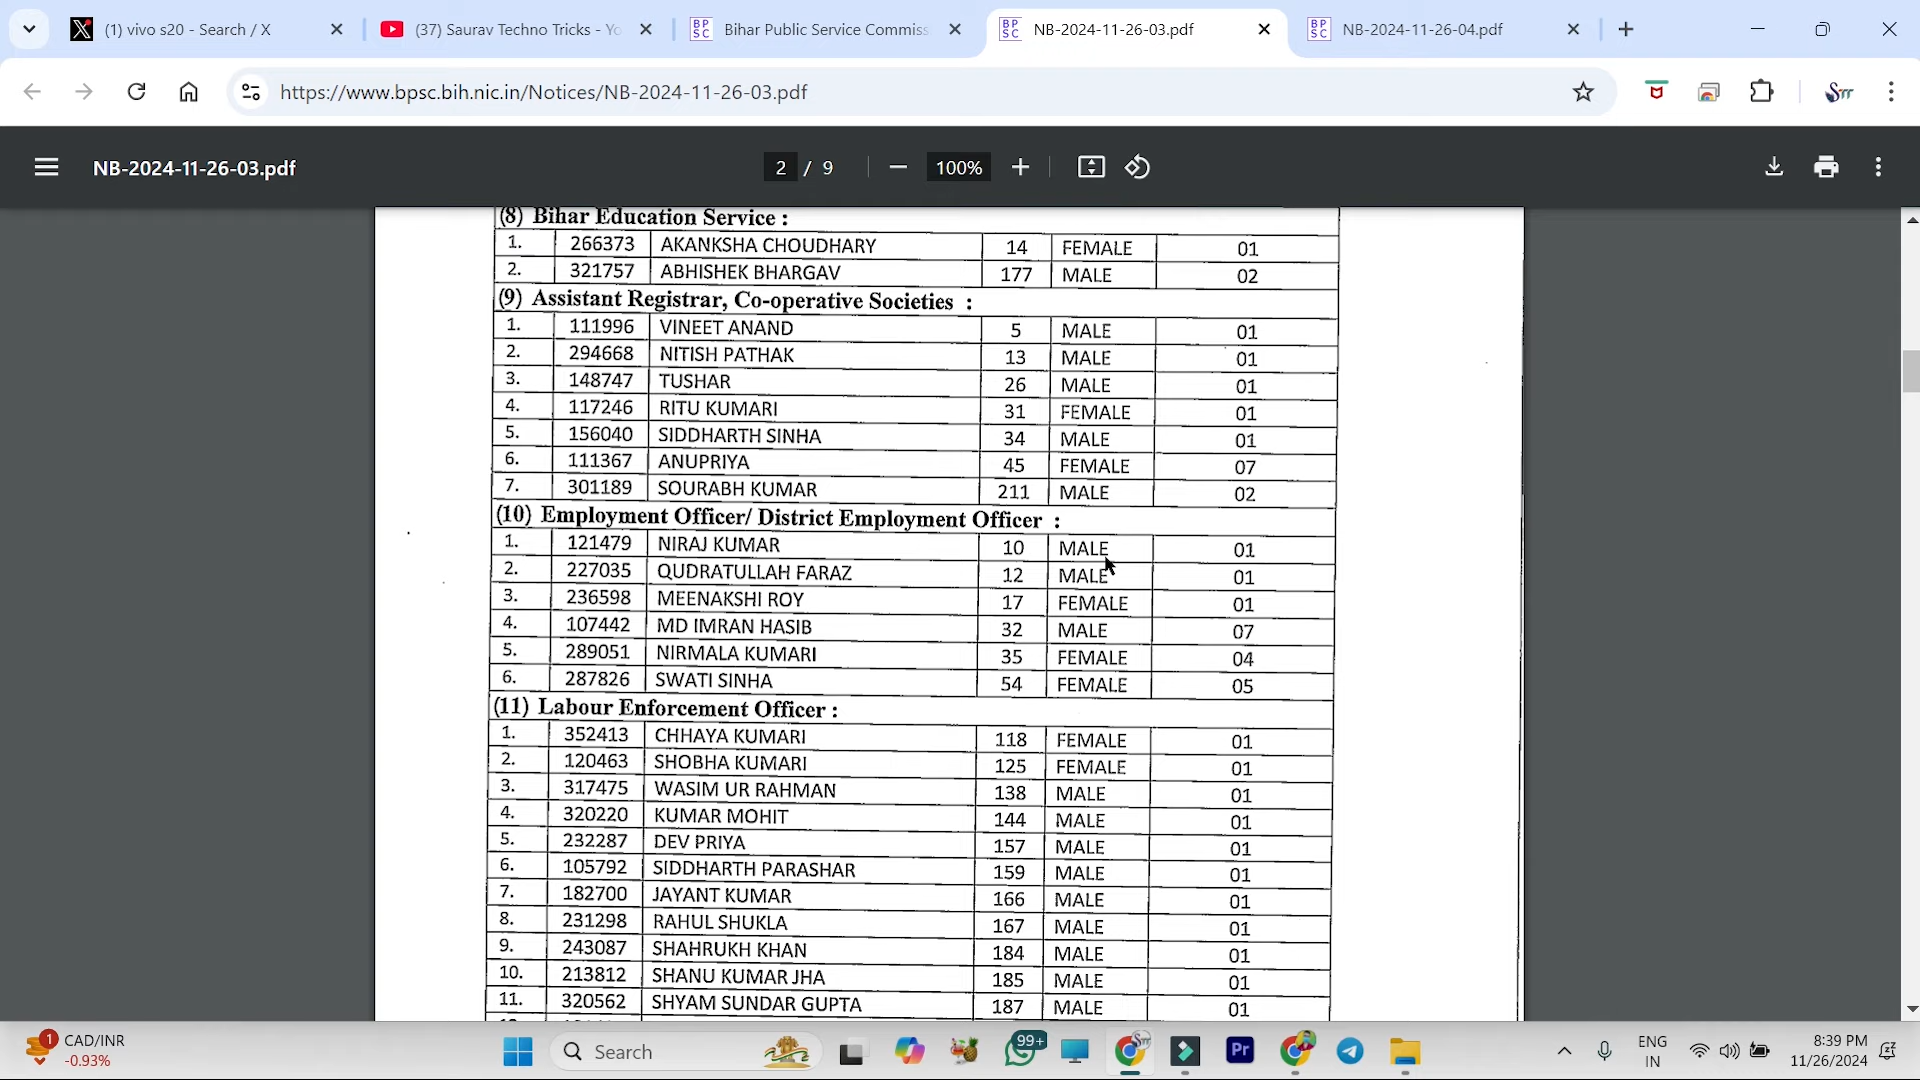 (1) vivo s20 - Search / X
(37) Saurav Techno Tricks - Yo
BPSC Bihar Public Service Commiss
BPSC NB-2024-11-26-03.pdf
BPSC NB-2024-11-26-04.pdf
https://www.bpsc.bih.nic.in/Notices/NB-2024-11-26-03.pdf
NB-2024-11-26-03.pdf 2 / 9 100%
(8) Bihar Education Service :
1. 266373 AKANKSHA CHOUDHARY 14 FEMALE 01
2. 321757 ABHISHEK BHARGAV 177 MALE 02
(9) Assistant Registrar, Co-operative Societies :
1. 111996 VINEET ANAND 5 MALE 01
2. 294668 NITISH PATHAK 13 MALE 01
3. 148747 TUSHAR 26 MALE 01
4. 117246 RITU KUMARI 31 FEMALE 01
5. 156040 SIDDHARTH SINHA 34 MALE 01
6. 111367 ANUPRIYA 45 FEMALE 07
7. 301189 SOURABH KUMAR 211 MALE 02
(10) Employment Officer/ District Employment Officer :
1. 121479 NIRAJ KUMAR 10 MALE 01
2. 227035 QUDRATULLAH FARAZ 12 MALE 01
3. 236598 MEENAKSHI ROY 17 FEMALE 01
4. 107442 MD IMRAN HASIB 32 MALE 07
5. 289051 NIRMALA KUMARI 35 FEMALE 04
6. 287826 SWATI SINHA 54 FEMALE 05
(11) Labour Enforcement Officer :
1. 352413 CHHAYA KUMARI 118 FEMALE 01
2. 120463 SHOBHA KUMARI 125 FEMALE 01
3. 317475 WASIM UR RAHMAN 138 MALE 01
4. 320220 KUMAR MOHIT 144 MALE 01
5. 232287 DEV PRIYA 157 MALE 01
6. 105792 SIDDHARTH PARASHAR 159 MALE 01
7. 182700 JAYANT KUMAR 166 MALE 01
8. 231298 RAHUL SHUKLA 167 MALE 01
9. 243087 SHAHRUKH KHAN 184 MALE 01
10. 213812 SHANU KUMAR JHA 185 MALE 01
11. 320562 SHYAM SUNDAR GUPTA 187 MALE 01
1 CAD/INR
-0.93%
Search
99+
Pr
ENG
IN
8:39 PM
11/26/2024